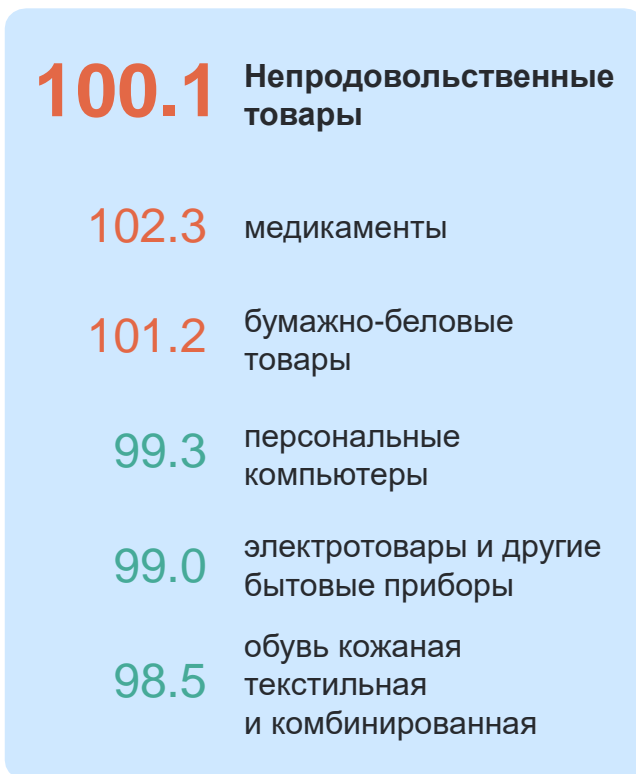 100.1 Непродовольственные
товары
102.3 медикаменты
101.2 бумажно-беловые
товары
99.3 персональные
компьютеры
99.0 электротовары и другие
бытовые приборы
98.5 обувь кожаная
текстильная
и комбинированная